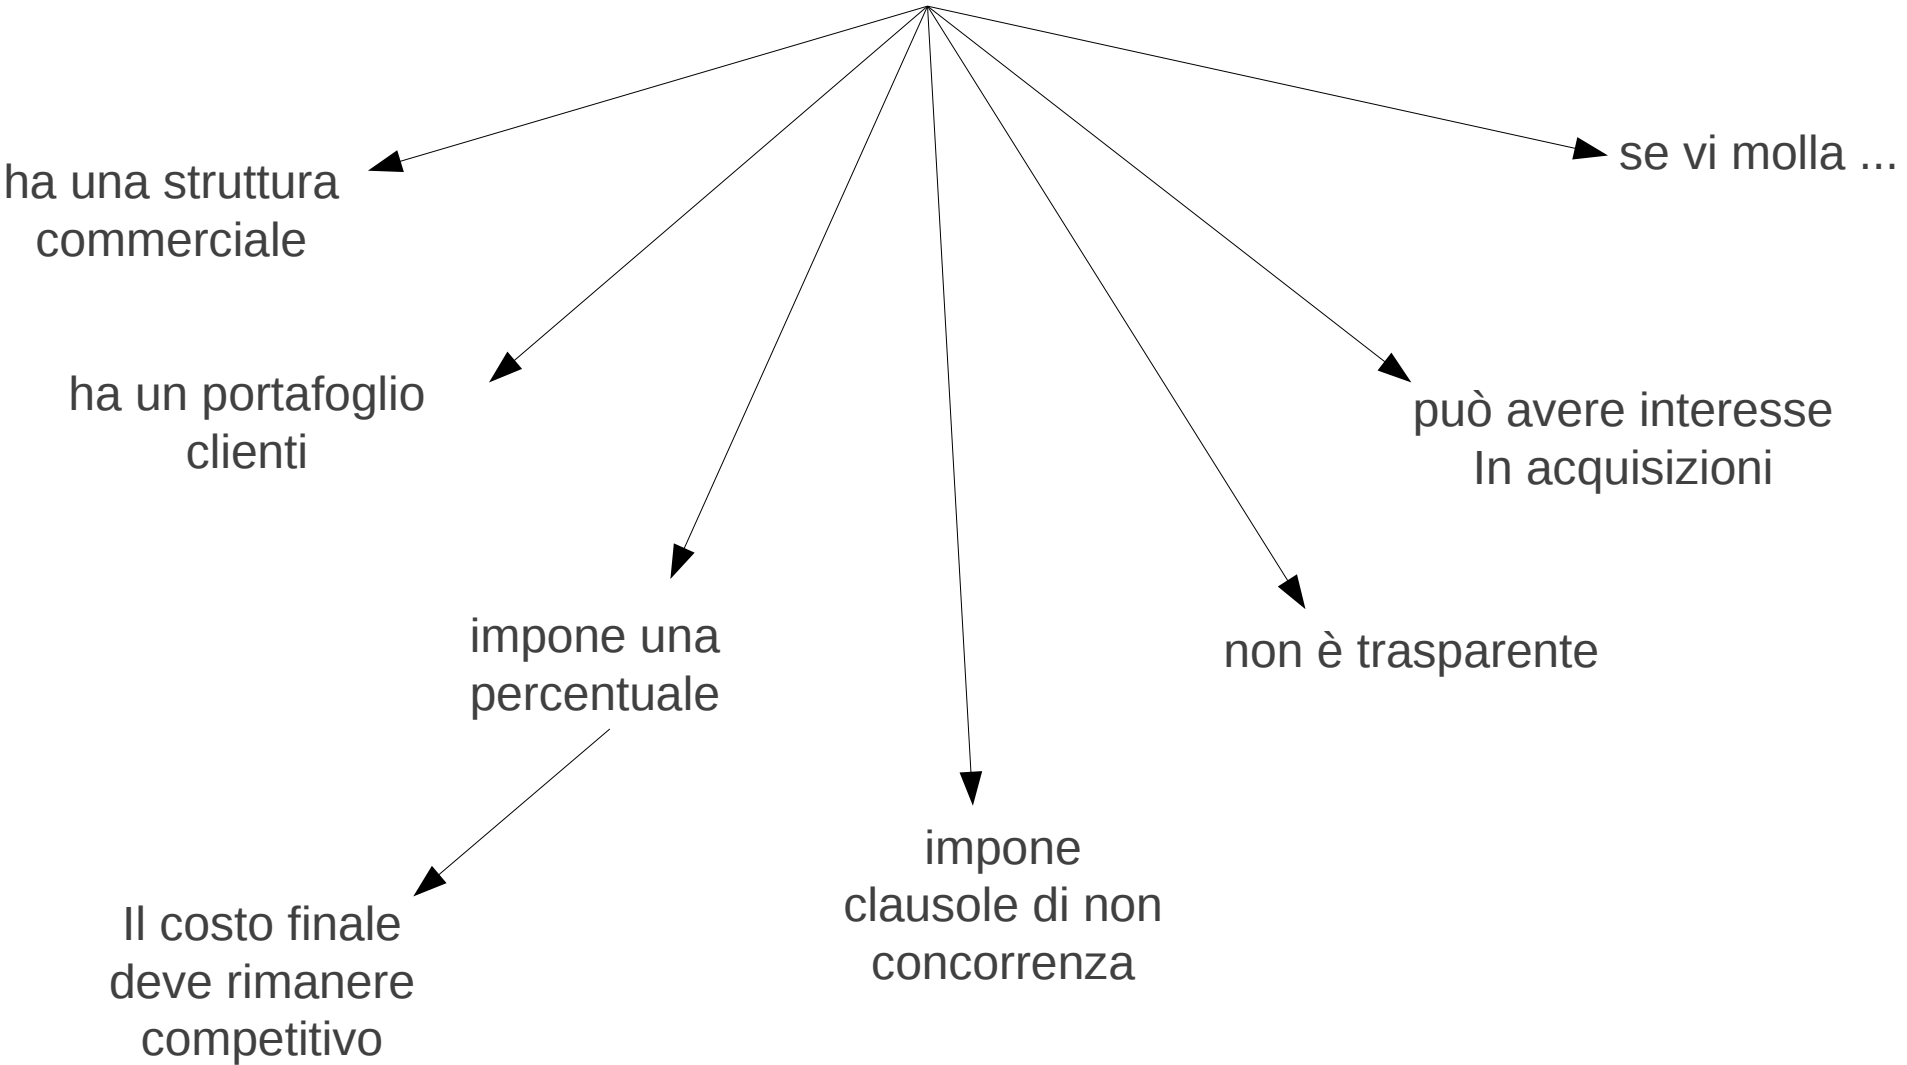 se vi molla ...
ha una struttura
commerciale
ha un portafoglio
clienti
può avere interesse
In acquisizioni
impone una
percentuale
non è trasparente
impone
clausole di non
concorrenza
Il costo finale
deve rimanere
competitivo